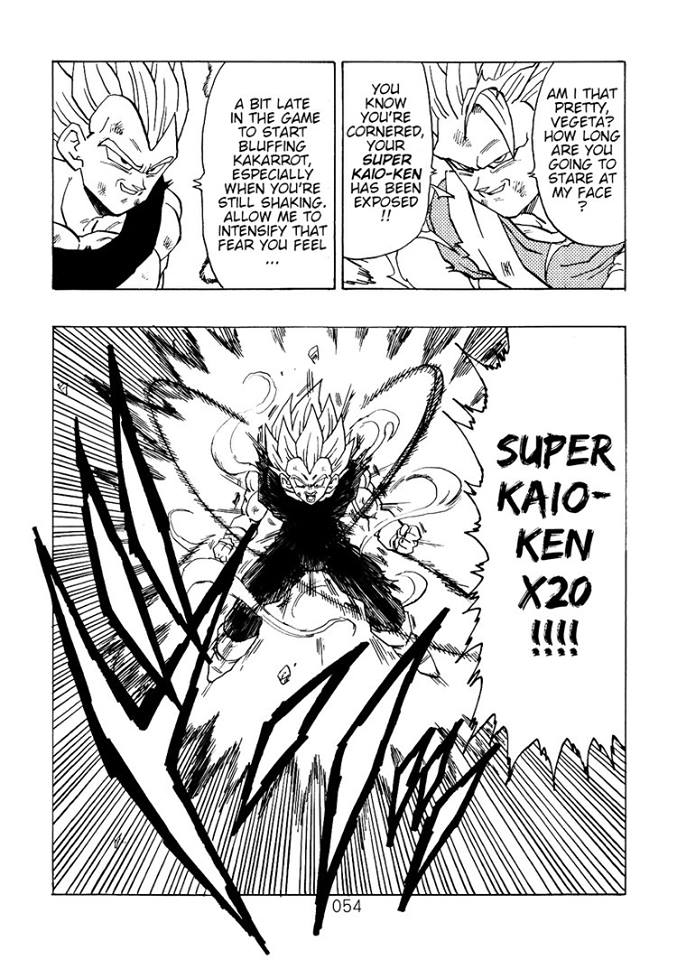 AM I THAT
PRETTY,
VEGETA?
HOW LONG
ARE YOU
GOING TO
STARE AT
MY FACE
?
YOU
KNOW
YOU'RE
CORNERED,
YOUR
SUPER
KAIO-KEN
HAS BEEN
EXPOSED
!!
A BIT LATE
IN THE GAME
TO START
BLUFFING
KAKARROT,
ESPECIALLY
WHEN YOU'RE
STILL SHAKING.
ALLOW ME TO
INTENSIFY THAT
FEAR YOU FEEL
...
SUPER
KAIO-
KEN
X20
!!!!
054